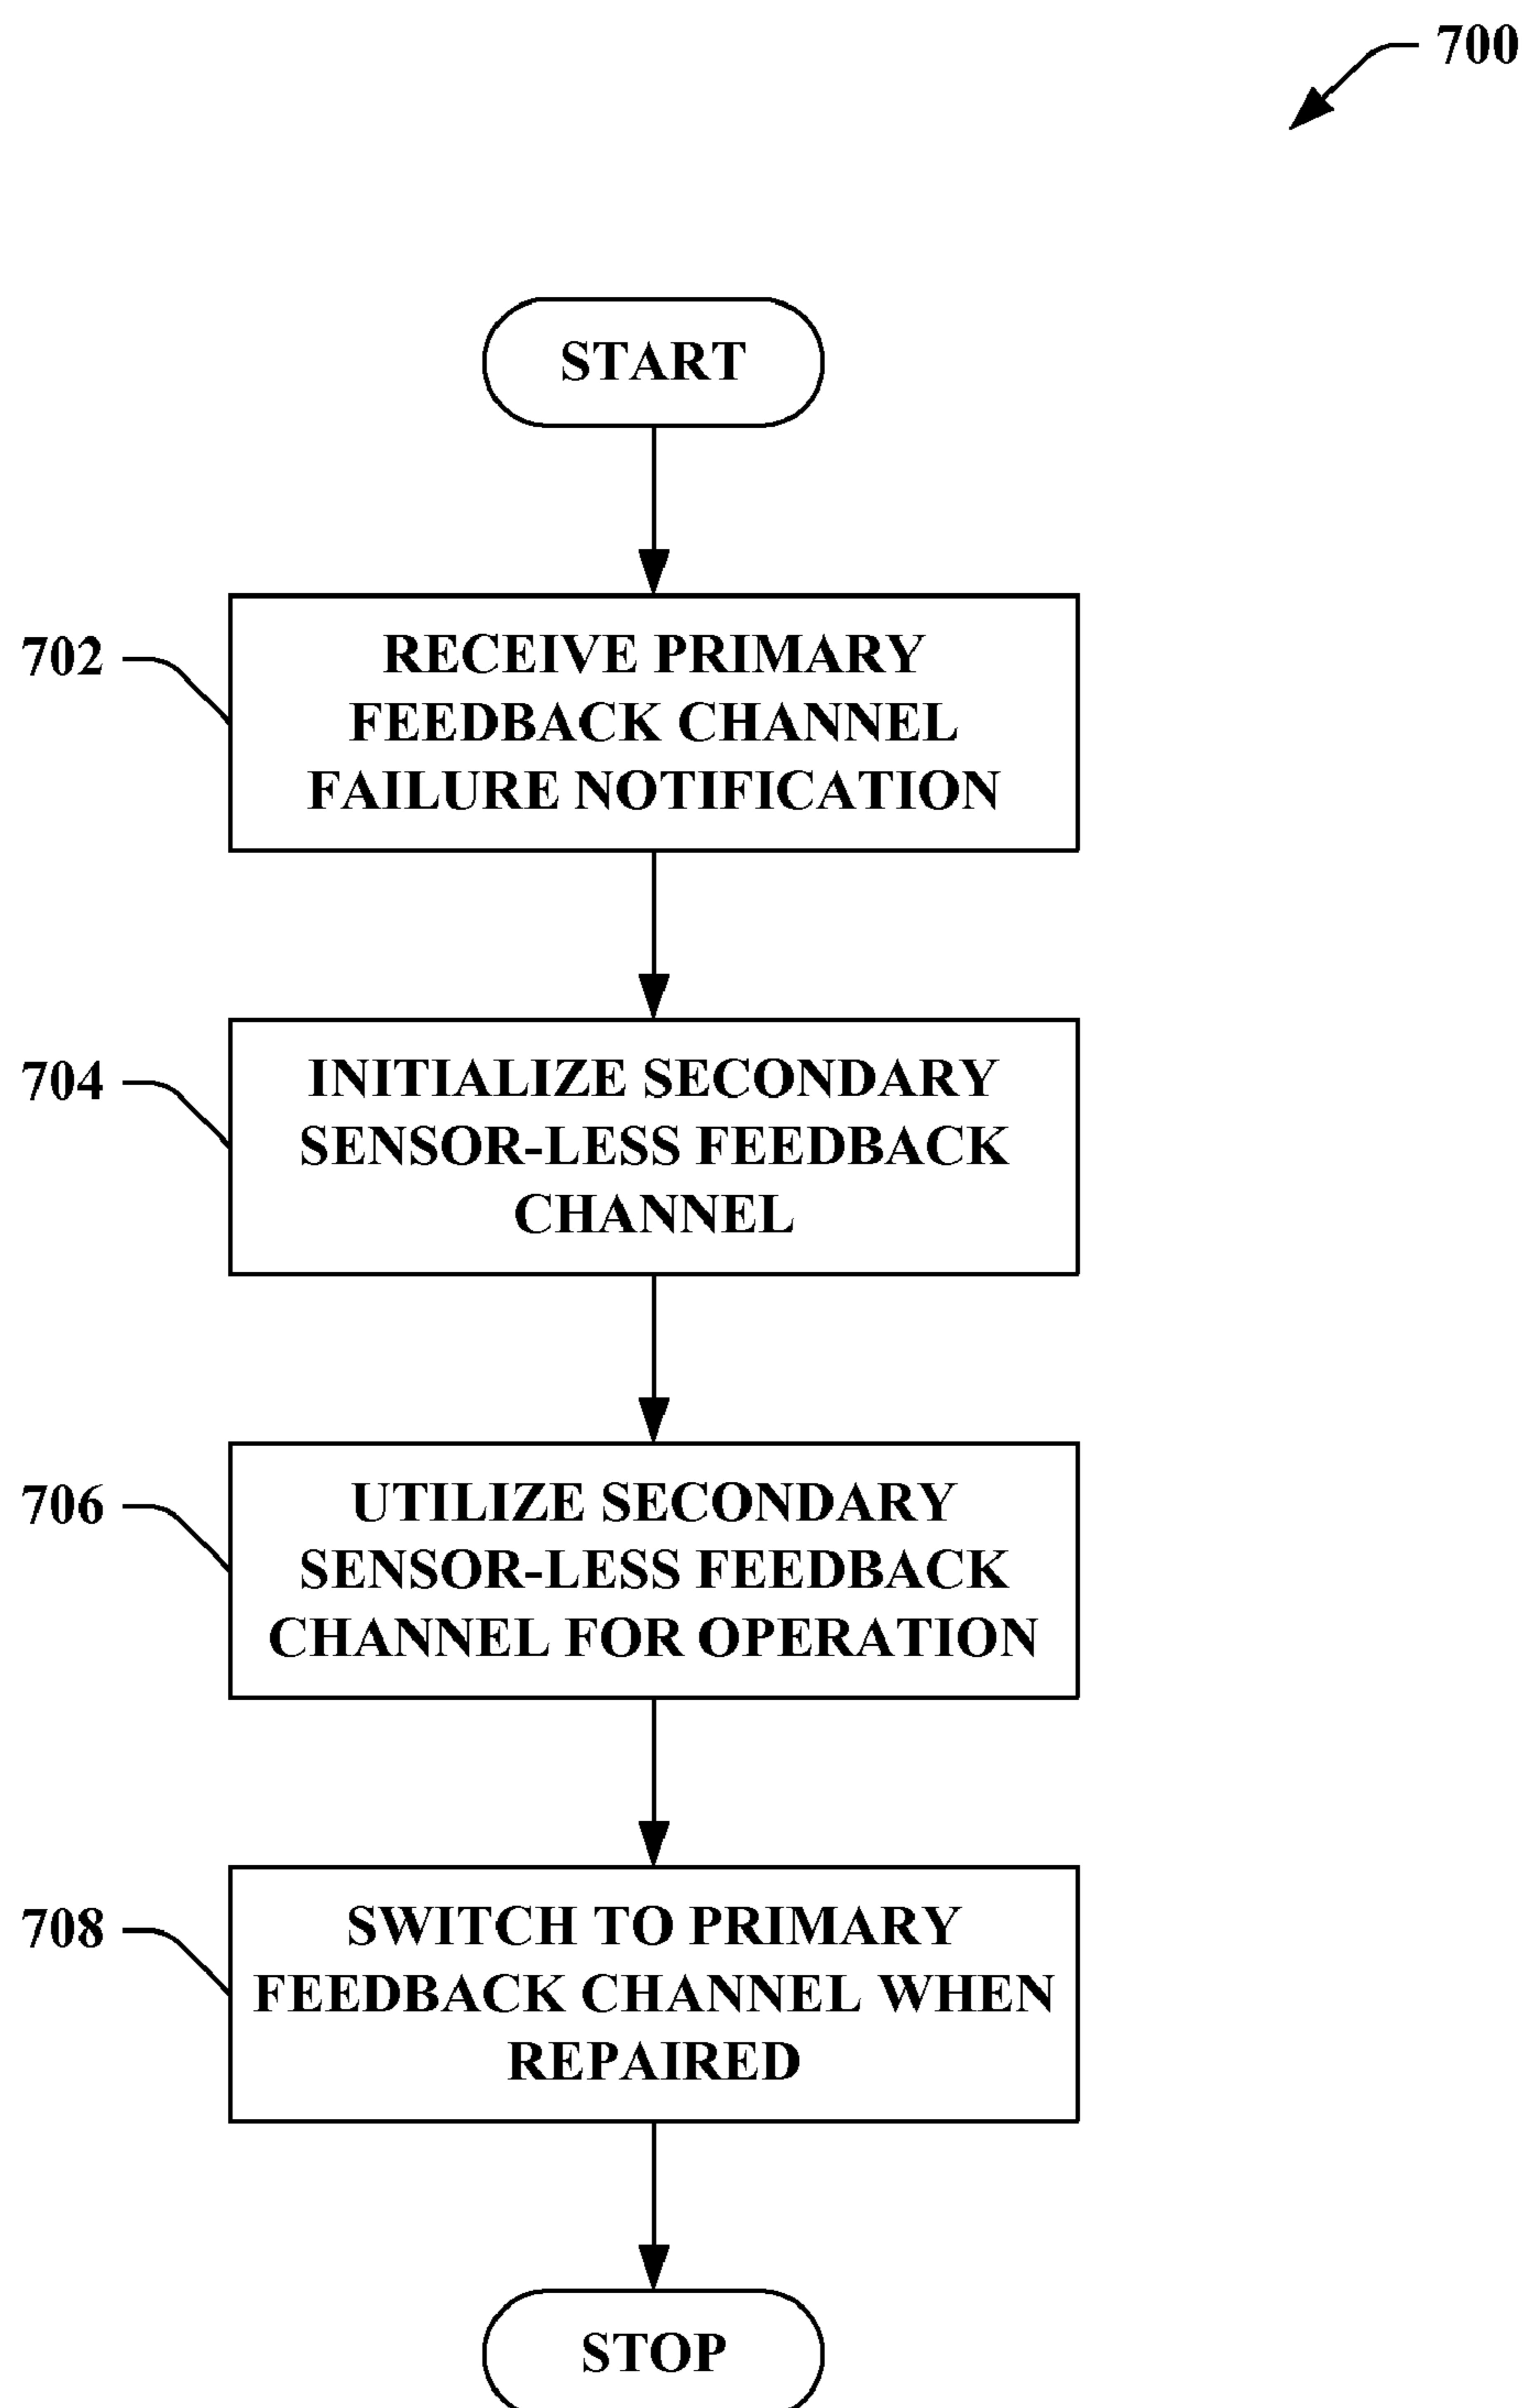 700
START
702
RECEIVE PRIMARY
FEEDBACK CHANNEL
FAILURE NOTIFICATION
704
INITIALIZE SECONDARY
SENSOR-LESS FEEDBACK
CHANNEL
706
UTILIZE SECONDARY
SENSOR-LESS FEEDBACK
CHANNEL FOR OPERATION
708
SWITCH TO PRIMARY
FEEDBACK CHANNEL WHEN
REPAIRED
STOP